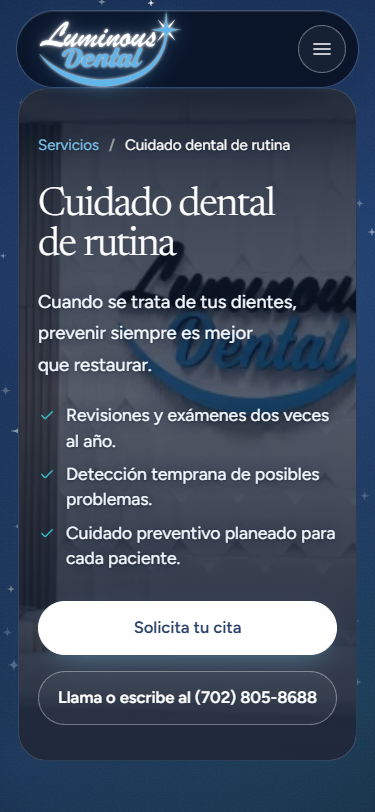 Luminous
Dental
Servicios / Cuidado dental de rutina
Cuidado dental
de rutina
Luminous
Dental
Cuando se trata de tus dientes,
prevenir siempre es mejor
que restaurar.
Revisiones y exámenes dos veces
al año.
Detección temprana de posibles
problemas.
Cuidado preventivo planeado para
cada paciente.
Solicita tu cita
Llama o escribe al (702) 805-8688